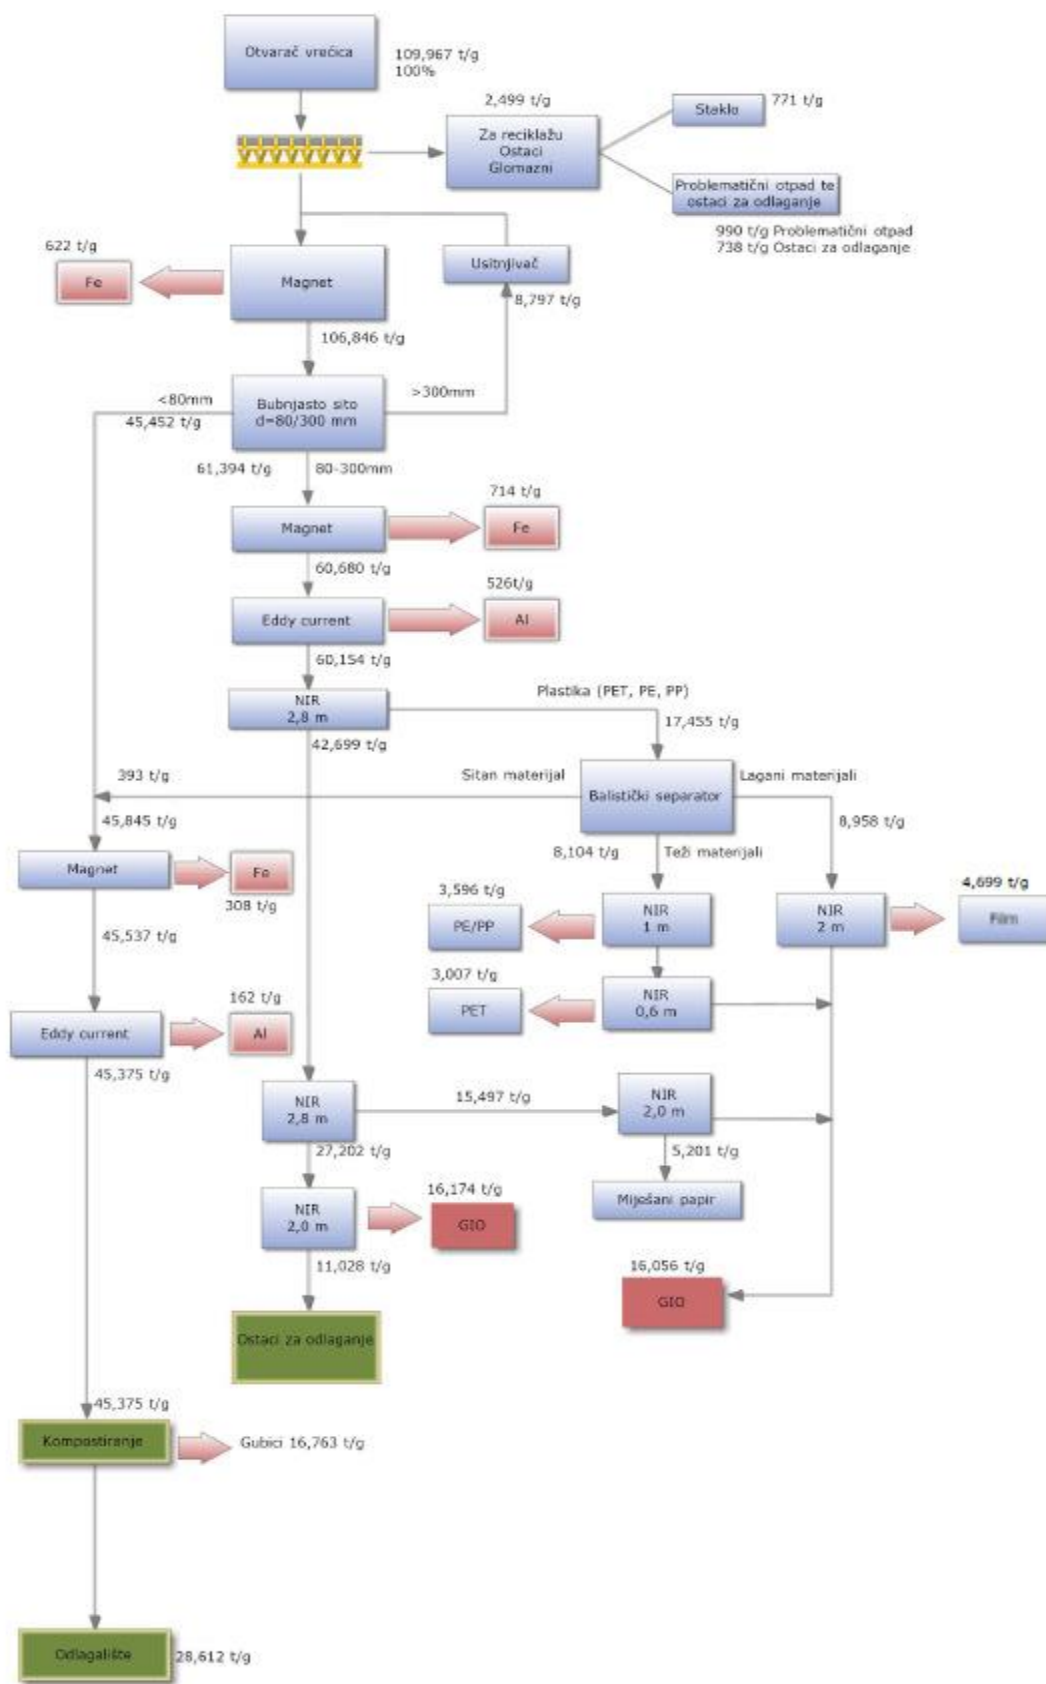 Otvarač vrećica
109,967 t/g
100%
2,499 t/g
Za reciklažu
Ostaci
Glomazni
Staklo
771 t/g
Problematični otpad te
ostaci za odlaganje
990 t/g Problematični otpad
738 t/g Ostaci za odlaganje
622 t/g
Fe
Magnet
Usitnjivač
8,797 t/g
106,846 t/g
<80mm
45,452 t/g
Bubnjasto sito
d=80/300 mm
>300mm
61,394 t/g
80-300mm
714 t/g
Magnet
Fe
60,680 t/g
526t/g
Eddy current
Al
60,154 t/g
NIR
2,8 m
Plastika (PET, PE, PP)
17,455 t/g
42,699 t/g
393 t/g
Sitan materijal
Balistički separator
Lagani materijali
45,845 t/g
8,958 t/g
8,104 t/g
Teži materijali
Magnet
Fe
308 t/g
3,596 t/g
PE/PP
NIR
1 m
NIR
2 m
4,699 t/g
Film
45,537 t/g
3,007 t/g
PET
NIR
0,6 m
162 t/g
Eddy current
Al
45,375 t/g
NIR
2,8 m
15,497 t/g
NIR
2,0 m
27,202 t/g
5,201 t/g
NIR
2,0 m
16,174 t/g
GIO
Miješani papir
11,028 t/g
16,056 t/g
GIO
Ostaci za odlaganje
45,375 t/g
Kompostiranje
Gubici 16,763 t/g
Odlagalište
28,612 t/g